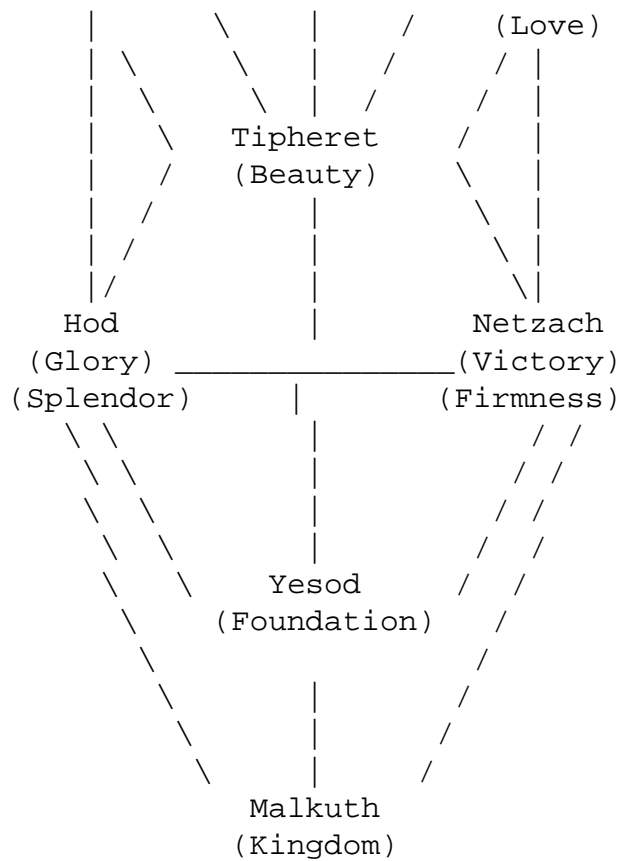 (Love)
Tipheret
(Beauty)
Hod Netzach
(Glory) (Victory)
(Splendor) (Firmness)
Yesod
(Foundation)
Malkuth
(Kingdom)